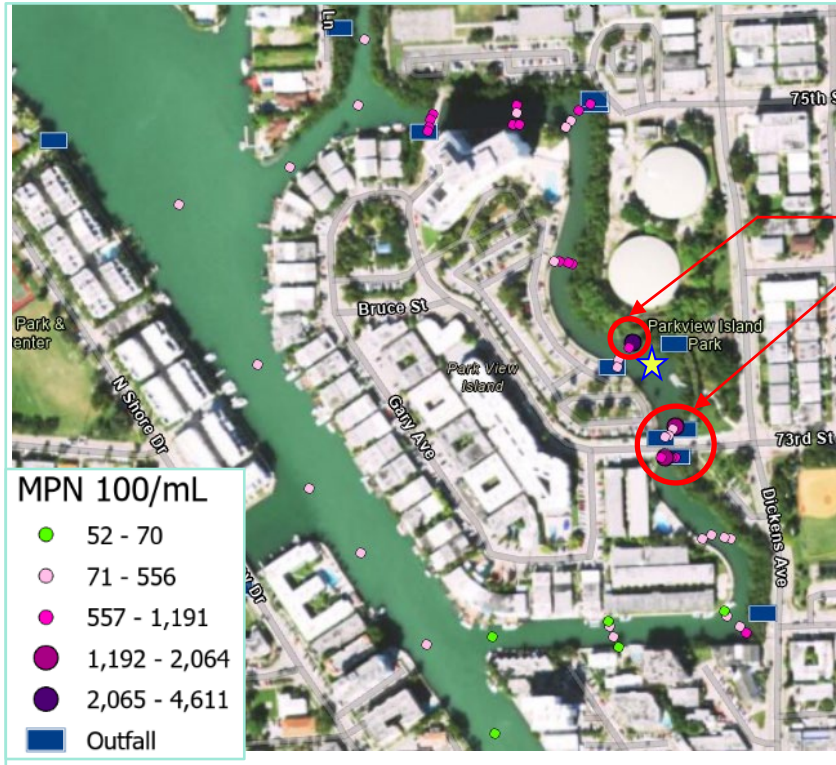 Ln
75th S
Bruce St
Parkview Island
Park
Park &
enter
Park View
Island
N Shore Dr
Gary Ave
73rd St
Dickens Ave
y Dr
MPN 100/mL
52 - 70
71 - 556
557 - 1,191
1,192 - 2,064
2,065 - 4,611
Outfall